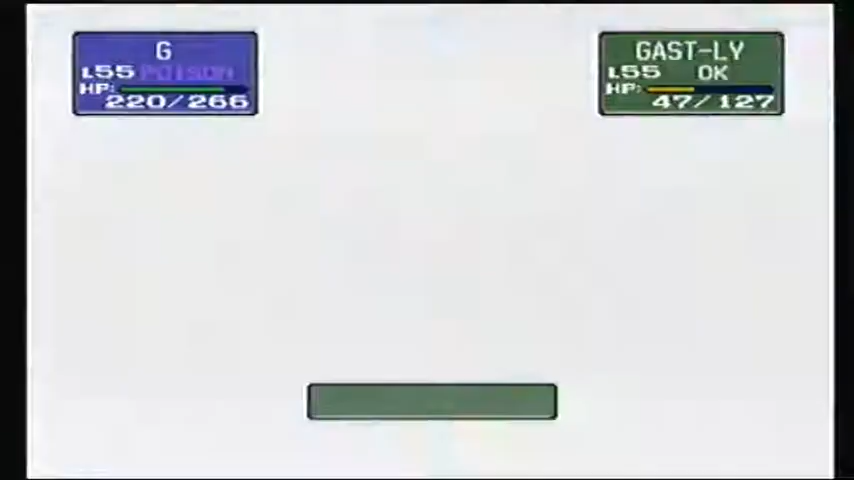 G
L55 POISON
HP:
220/266
GAST-LY
L55 OK
HP:
47/127